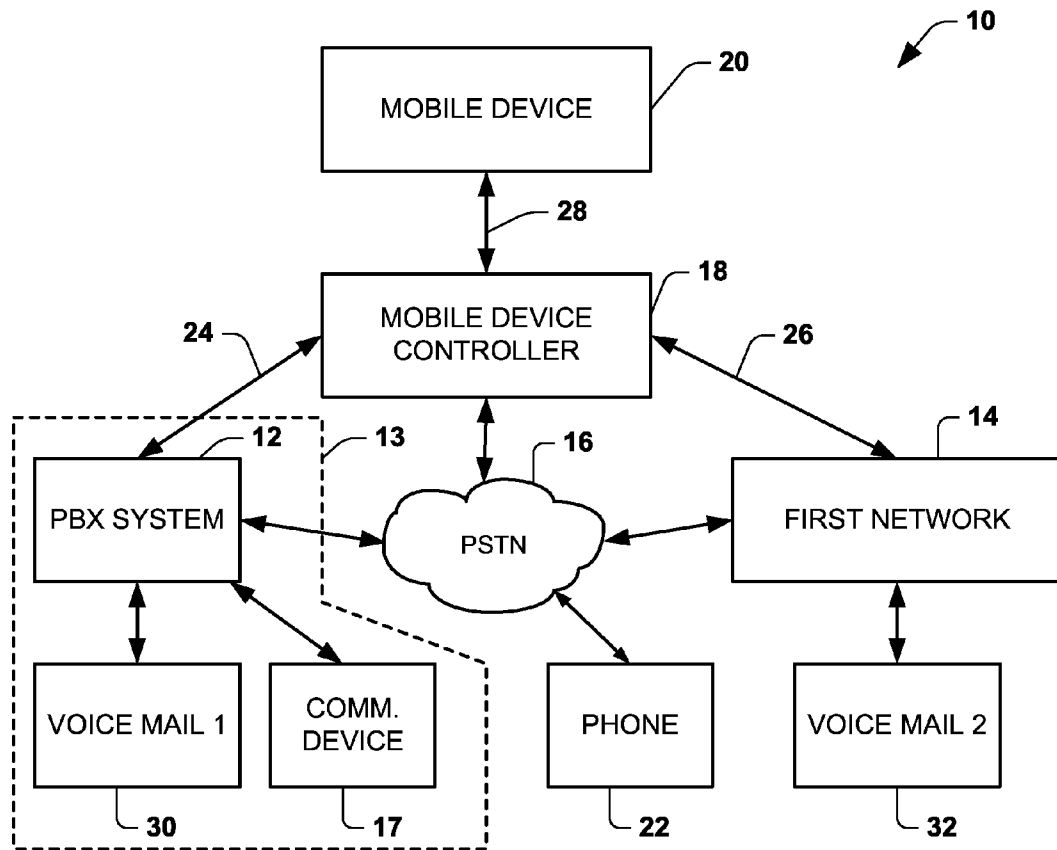 10
20
MOBILE DEVICE
28
18
MOBILE DEVICE
CONTROLLER
24
26
12
13
16
14
PBX SYSTEM
PSTN
FIRST NETWORK
VOICE MAIL 1
COMM.
DEVICE
PHONE
VOICE MAIL 2
30
17
22
32